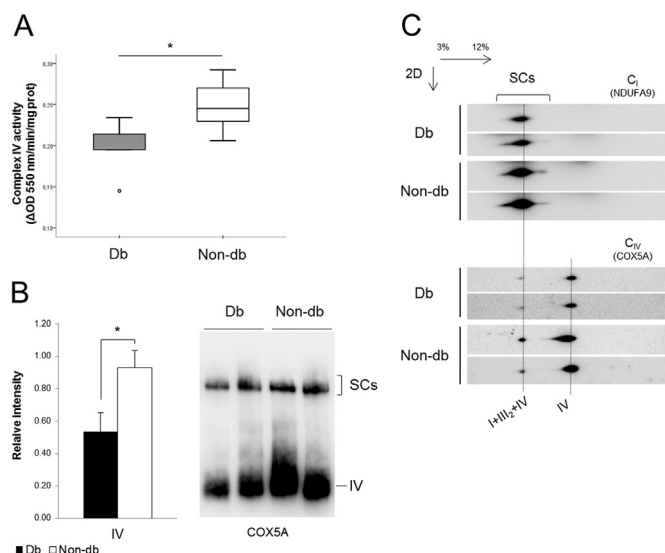 A
*
Complex IV activity
(ΔOD 550 nm/min/mgprot)
0,30
0,25
0,20
0,15
0,10
Db
Non-db
B
*
Relaive Intensity
1.20
1.00
0.80
0.60
0.40
0.20
0.00
IV
Db Non-db
Db Non-db
SCs
IV
COX5A
C
3% 12%
2D
SCs
CI
(NDUFA9)
Db
Non-db
CIV
(COX5A)
Db
Non-db
I+III2+IV
IV